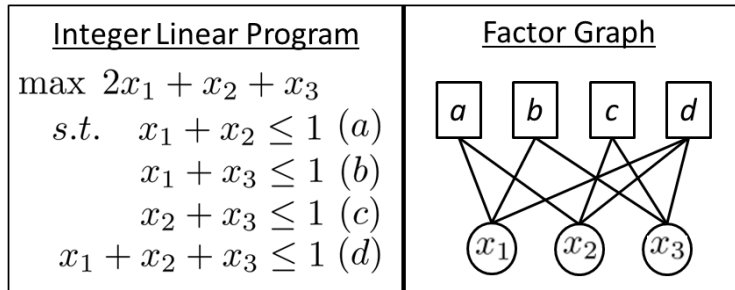 Integer Linear Program
max 2x₁ + x₂ + x₃
s.t. x₁ + x₂ ≤ 1 (a)
x₁ + x₃ ≤ 1 (b)
x₂ + x₃ ≤ 1 (c)
x₁ + x₂ + x₃ ≤ 1 (d)
Factor Graph
a b c d
x₁ x₂ x₃